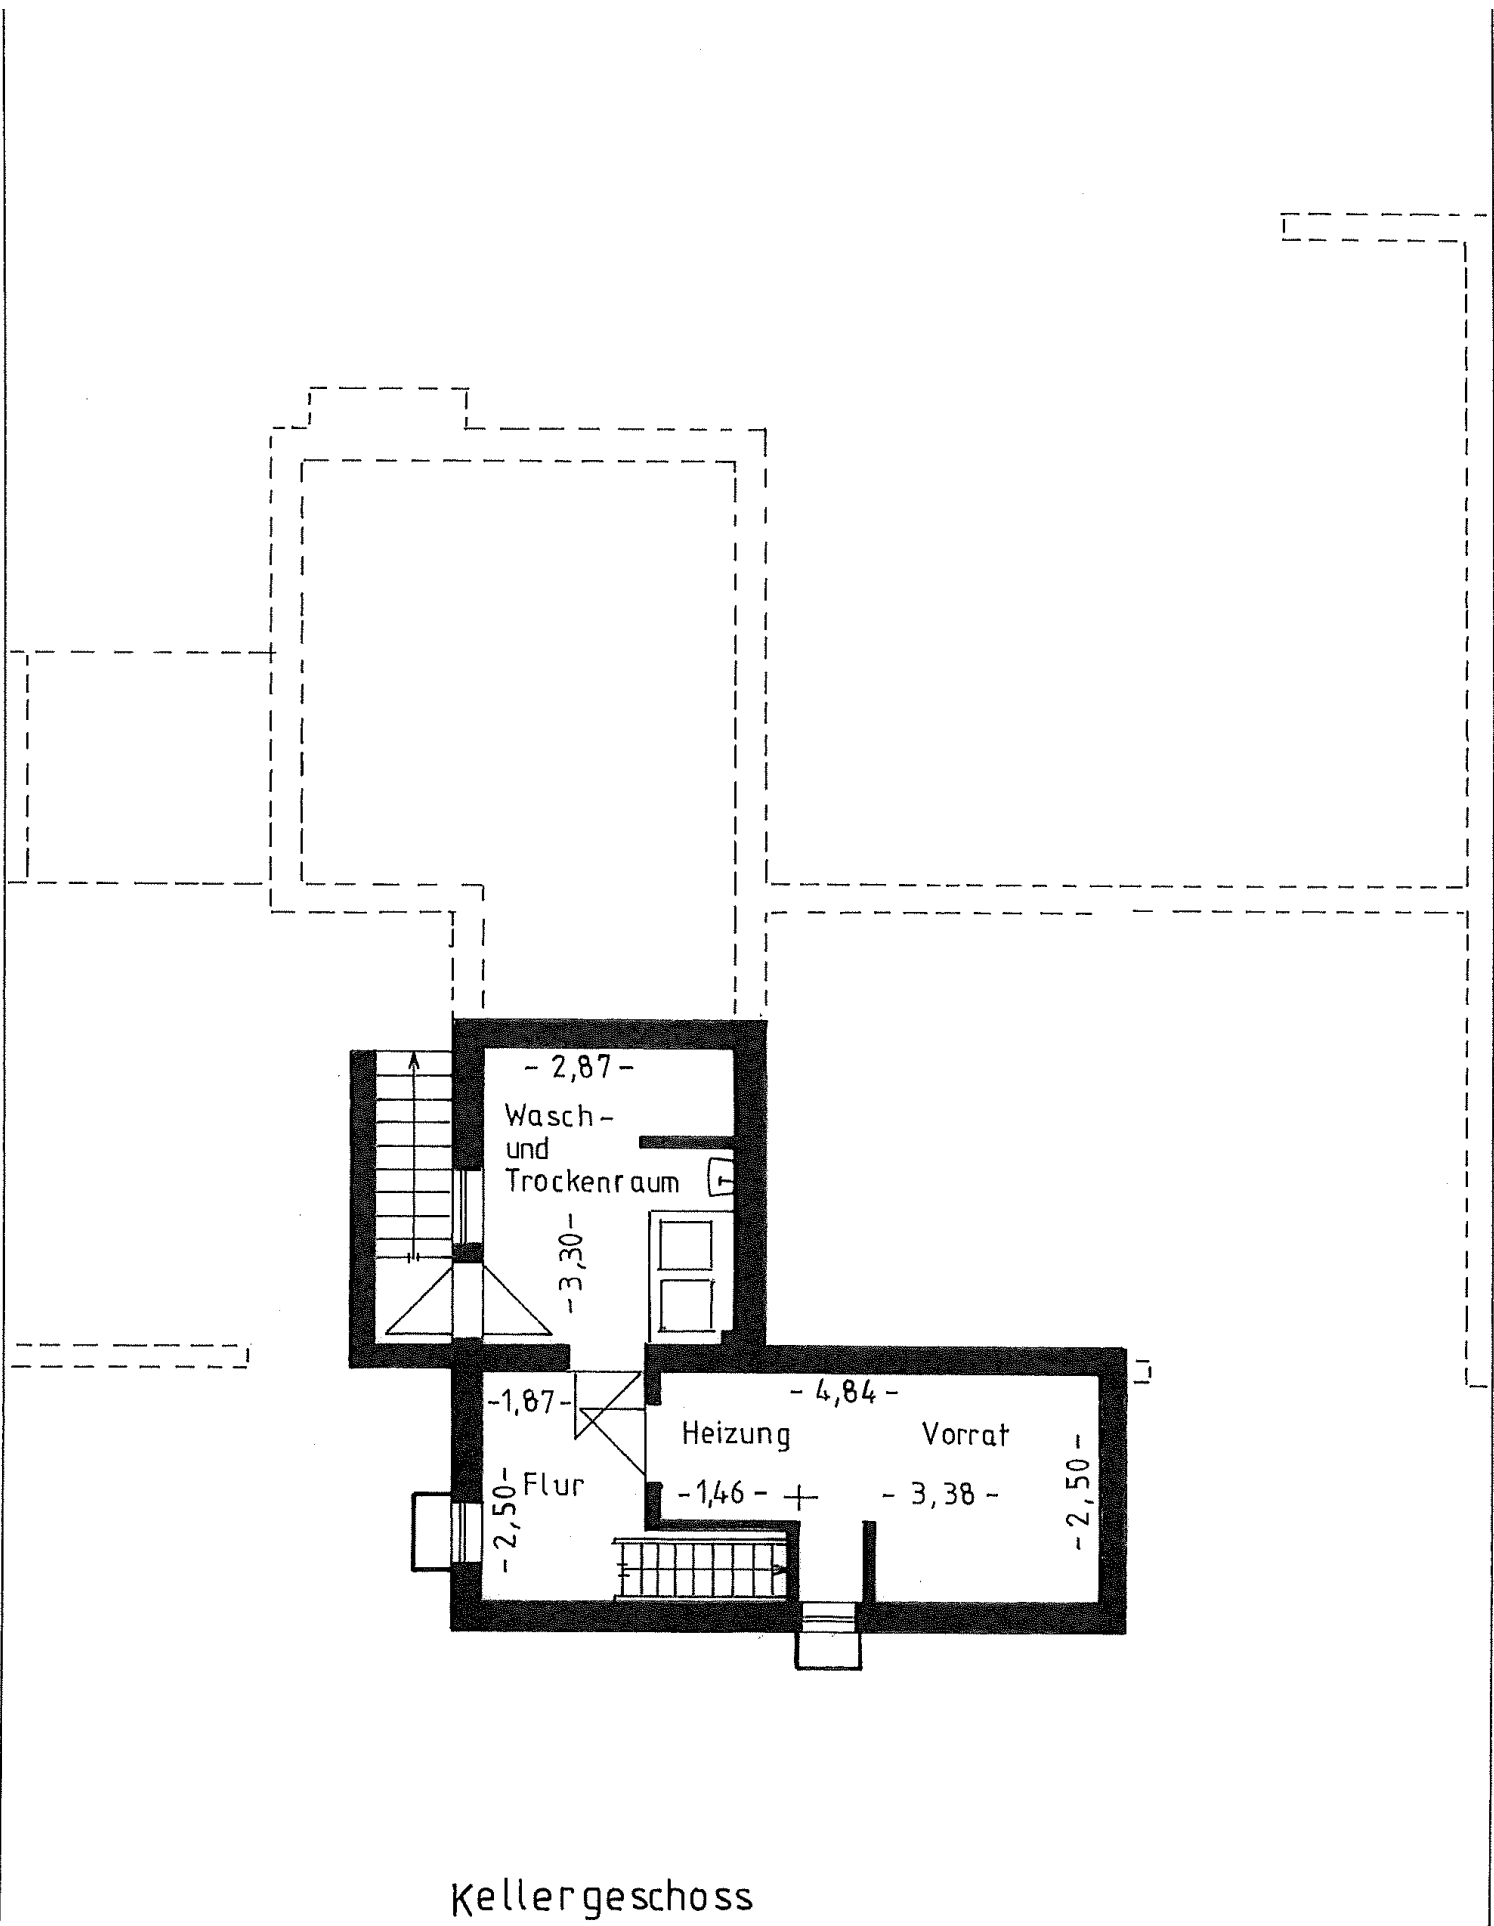 - 2,87 -
Wasch -
und
Trockenraum
- 3,30 -
- 1,87 -
- 4,84 -
Heizung
Vorrat
Flur
- 2,50 -
- 1,46 -
- 3,38 -
- 2,50 -
Kellergeschoss